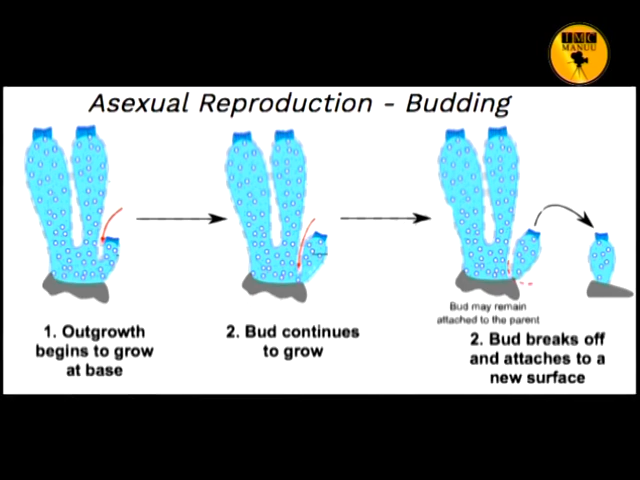 IMC
MANUU
Asexual Reproduction - Budding
1. Outgrowth
begins to grow
at base
2. Bud continues
to grow
Bud may remain
attached to the parent
2. Bud breaks off
and attaches to a
new surface